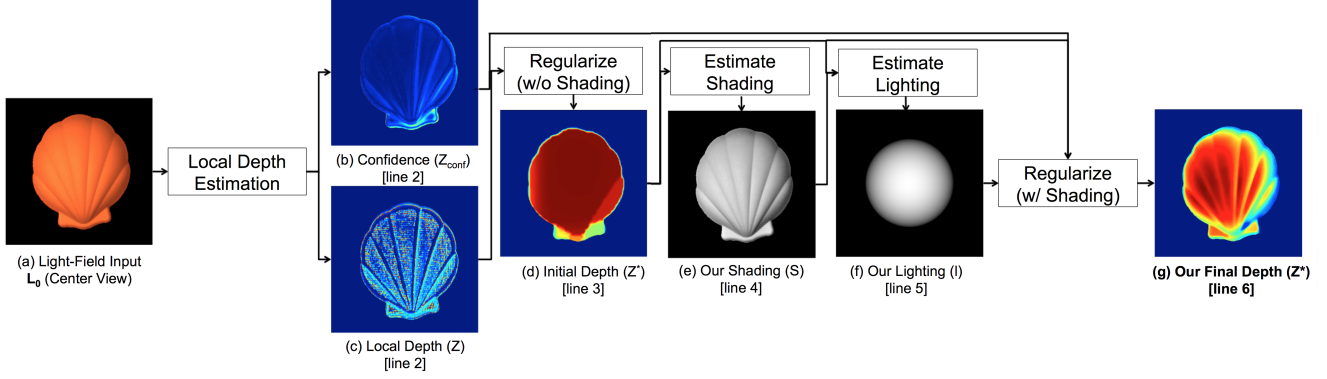 (a) Light-Field Input
L0 (Center View)
Local Depth
Estimation
(b) Confidence (Zconf)
[line 2]
(c) Local Depth (Z)
[line 2]
Regularize
(w/o Shading)
(d) Initial Depth (Z*)
[line 3]
Estimate
Shading
(e) Our Shading (S)
[line 4]
Estimate
Lighting
(f) Our Lighting (l)
[line 5]
Regularize
(w/ Shading)
(g) Our Final Depth (Z*)
[line 6]